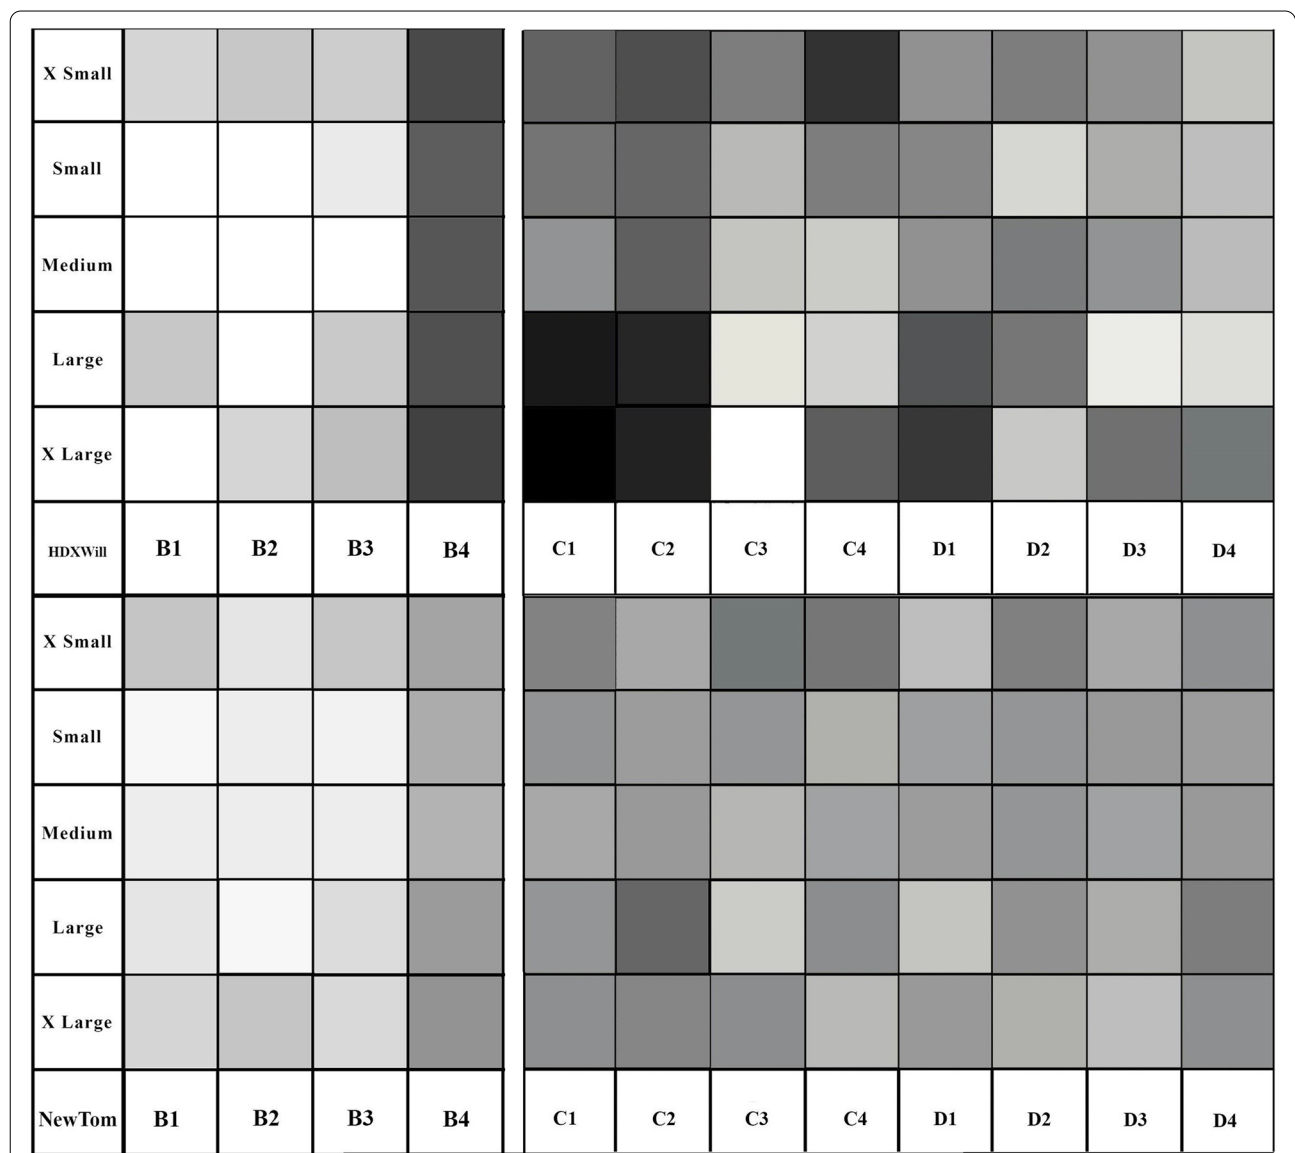 X Small
Small
Medium
Large
X Large
HDXWill B1 B2 B3 B4 C1 C2 C3 C4 D1 D2 D3 D4
X Small
Small
Medium
Large
X Large
NewTom B1 B2 B3 B4 C1 C2 C3 C4 D1 D2 D3 D4